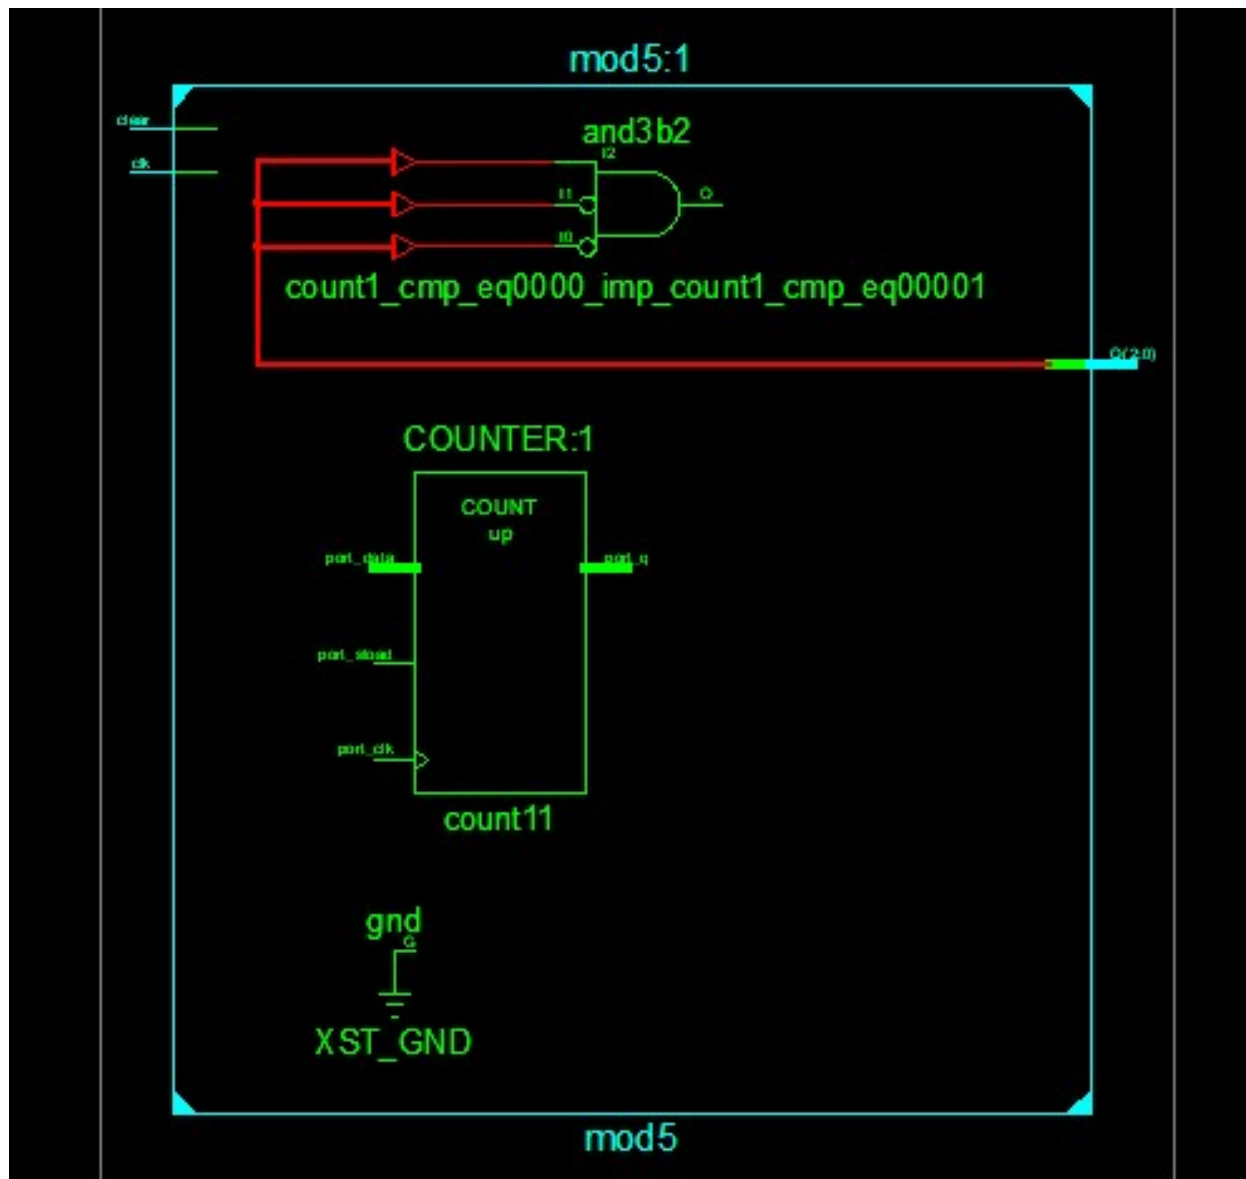 mod5:1
clear
clk
and3b2
I2
I1
I0
O
count1_cmp_eq0000_imp_count1_cmp_eq00001
Q(2:0)
COUNTER:1
COUNT
up
port_data
port_q
port_sload
port_clk
count11
gnd
G
XST_GND
mod5